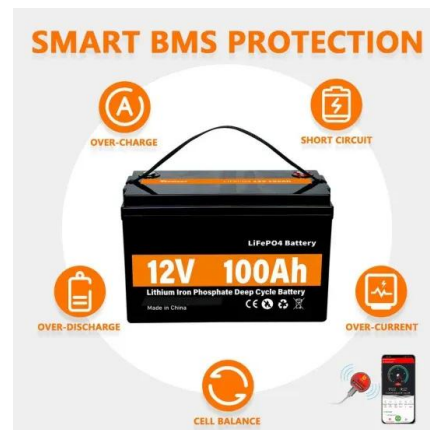 SMART BMS PROTECTION
OVER-CHARGE
SHORT CIRCUIT
LiFePO4 Battery
12V 100Ah
Lithium Iron Phosphate Deep Cycle Battery
Made in China
OVER-DISCHARGE
OVER-CURRENT
CELL BALANCE